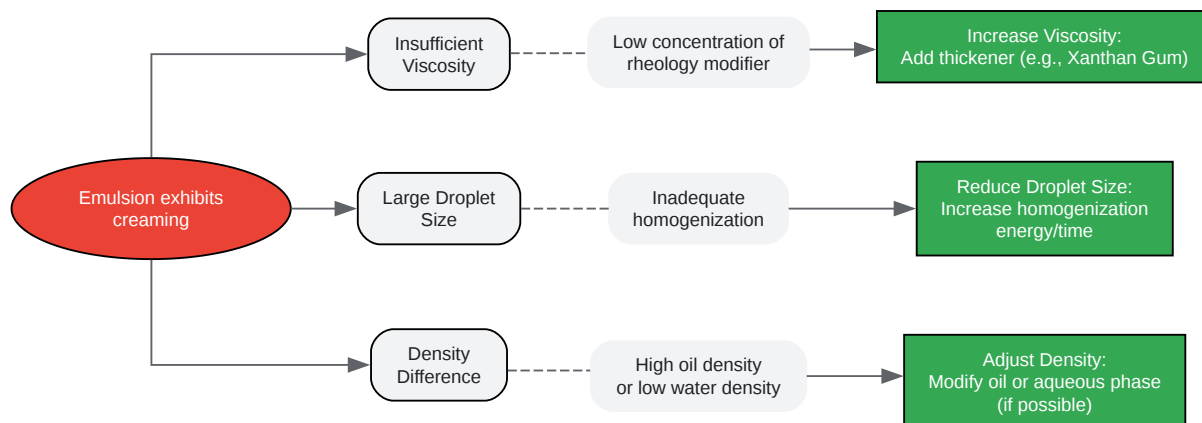 Emulsion exhibits
creaming
Insufficient
Viscosity
Low concentration of
rheology modifier
Increase Viscosity:
Add thickener (e.g., Xanthan Gum)
Large Droplet
Size
Inadequate
homogenization
Reduce Droplet Size:
Increase homogenization
energy/time
Density
Difference
High oil density
or low water density
Adjust Density:
Modify oil or aqueous phase
(if possible)